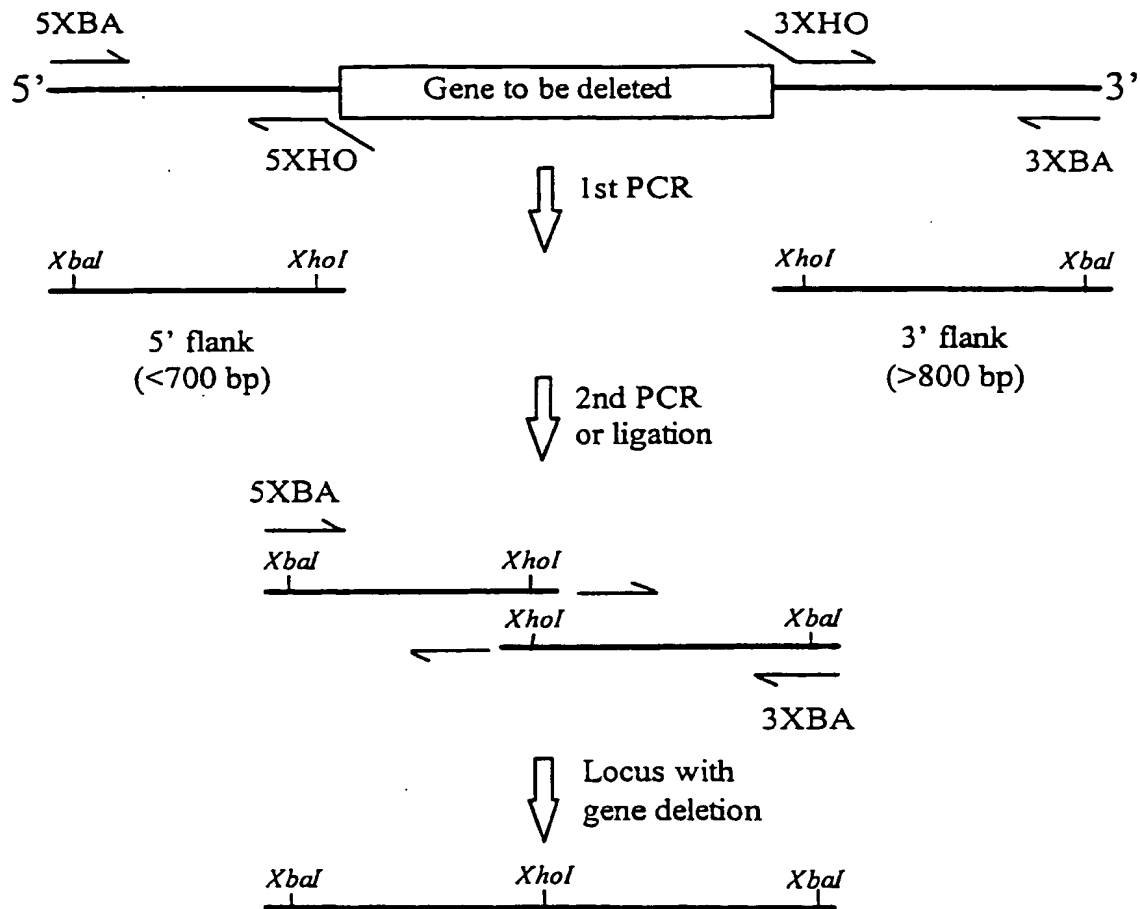 5XBA
3XHO
5'
Gene to be deleted
3'
5XHO
3XBA
1st PCR
XbaI
XhoI
XhoI
XbaI
5' flank
(<700 bp)
3' flank
(>800 bp)
2nd PCR
or ligation
5XBA
XbaI
XhoI
XhoI
XbaI
3XBA
Locus with
gene deletion
XbaI
XhoI
XbaI